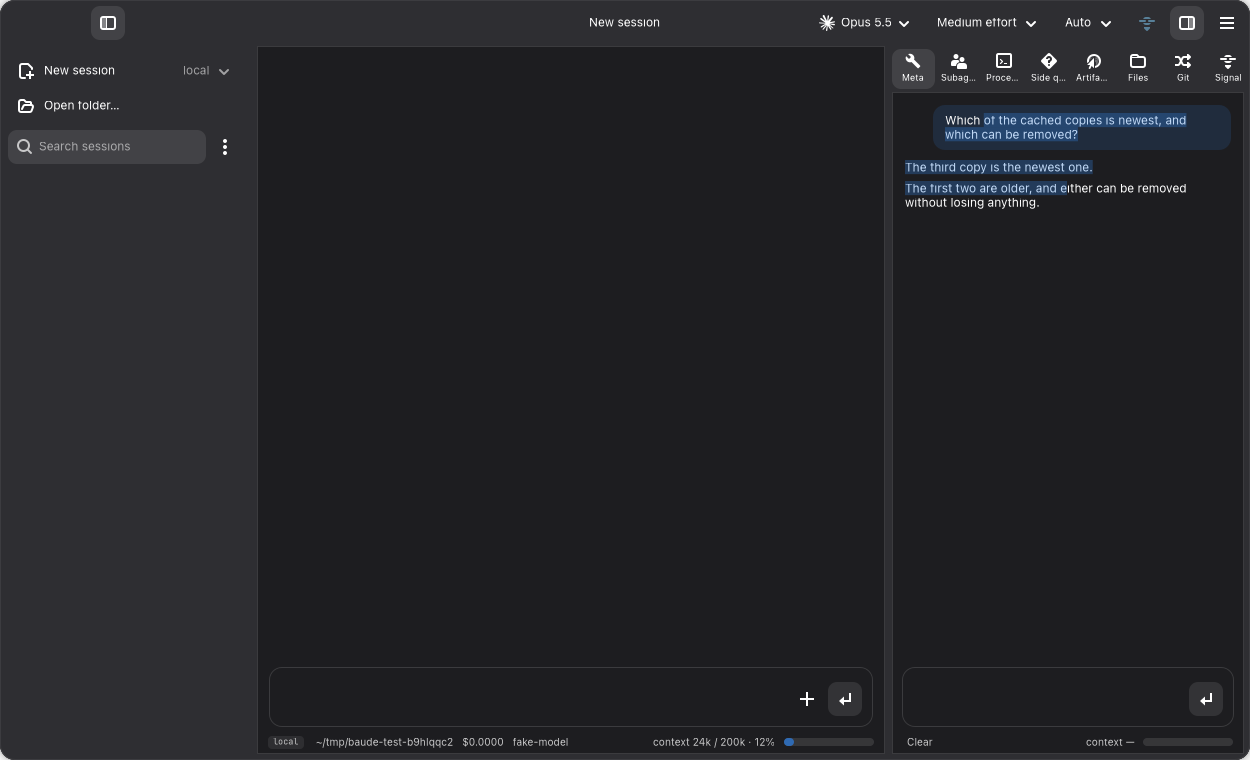 New session
Opus 5.5
Medium effort
Auto
New session
local
Open folder...
Search sessions
Meta
Subag...
Proce...
Side q...
Artifa...
Files
Git
Signal
Which of the cached copies is newest, and
which can be removed?
The third copy is the newest one.
The first two are older, and either can be removed
without losing anything.
local
~/tmp/baude-test-b9hlqqc2
$0.0000
fake-model
context 24k / 200k · 12%
Clear
context —